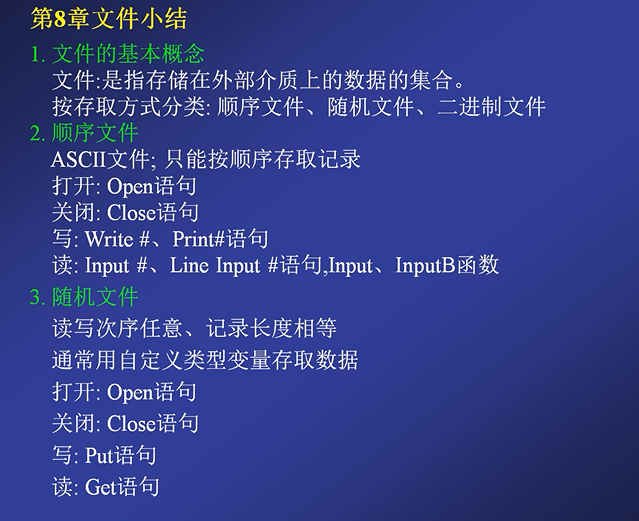 第8章文件小结
1. 文件的基本概念
文件:是指存储在外部介质上的数据的集合。
按存取方式分类: 顺序文件、随机文件、二进制文件
2. 顺序文件
ASCII文件; 只能按顺序存取记录
打开: Open语句
关闭: Close语句
写: Write #、Print#语句
读: Input #、Line Input #语句,Input、InputB函数
3. 随机文件
读写次序任意、记录长度相等
通常用自定义类型变量存取数据
打开: Open语句
关闭: Close语句
写: Put语句
读: Get语句